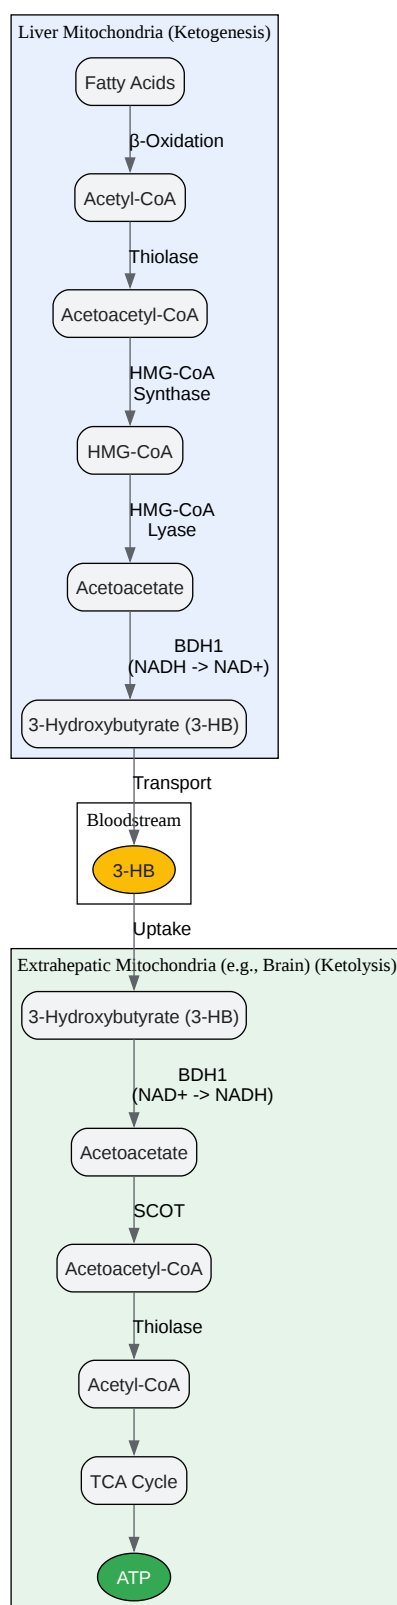 Liver Mitochondria (Ketogenesis)
Fatty Acids
β-Oxidation
Acetyl-CoA
Thiolase
Acetoacetyl-CoA
HMG-CoA
Synthase
HMG-CoA
HMG-CoA
Lyase
Acetoacetate
BDH1
(NADH -> NAD+)
3-Hydroxybutyrate (3-HB)
Transport
Bloodstream
3-HB
Uptake
Extrahepatic Mitochondria (e.g., Brain) (Ketolysis)
3-Hydroxybutyrate (3-HB)
BDH1
(NAD+ -> NADH)
Acetoacetate
SCOT
Acetoacetyl-CoA
Thiolase
Acetyl-CoA
TCA Cycle
ATP